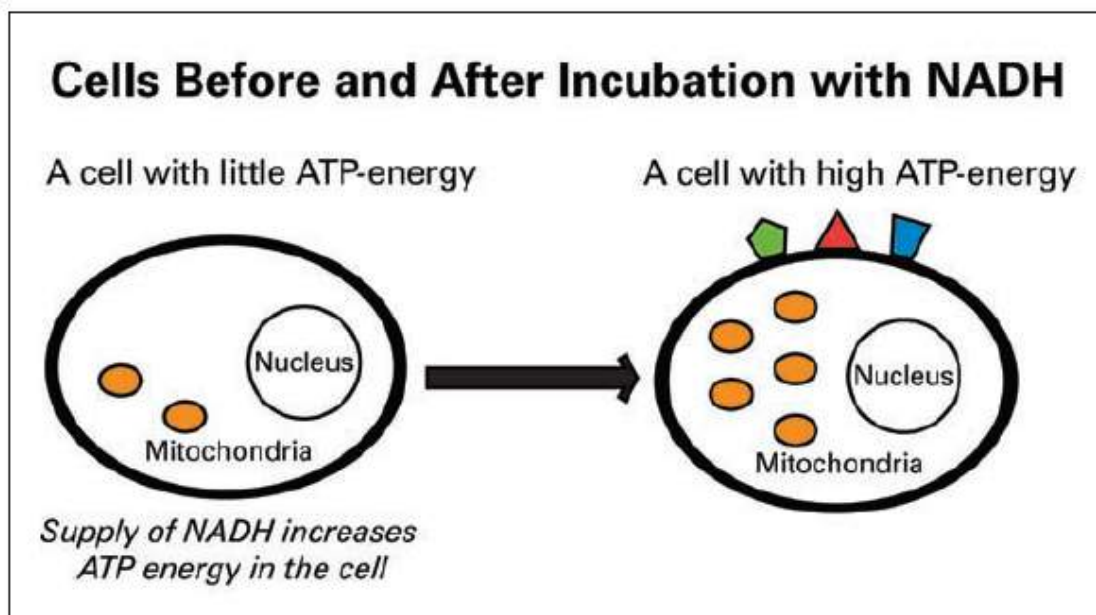 Cells Before and After Incubation with NADH
A cell with little ATP-energy
A cell with high ATP-energy
Nucleus
Mitochondria
Nucleus
Mitochondria
Supply of NADH increases
ATP energy in the cell